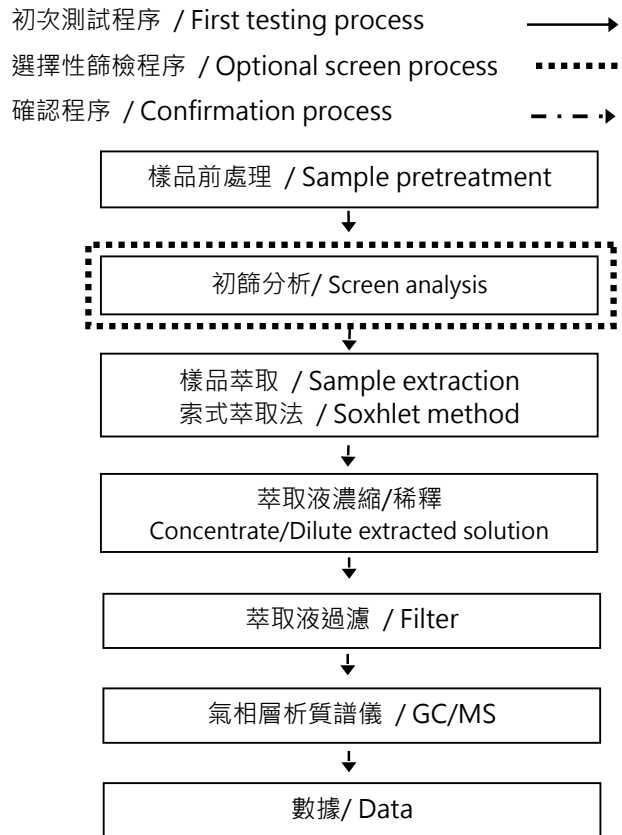 初次測試程序 / First testing process
選擇性篩檢程序 / Optional screen process
確認程序 / Confirmation process
樣品前處理 / Sample pretreatment
初篩分析/ Screen analysis
樣品萃取 / Sample extraction
索式萃取法 / Soxhlet method
萃取液濃縮/稀釋
Concentrate/Dilute extracted solution
萃取液過濾 / Filter
氣相層析質譜儀 / GC/MS
數據/ Data